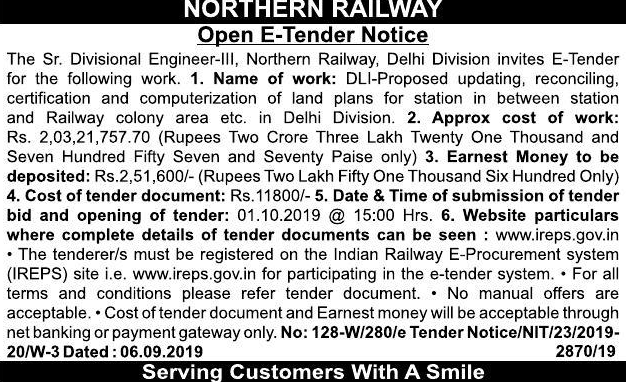 NORTHERN RAILWAY
Open E-Tender Notice
The Sr. Divisional Engineer-III, Northern Railway, Delhi Division invites E-Tender
for the following work. 1. Name of work: DLI-Proposed updating, reconciling,
certification and computerization of land plans for station in between station
and Railway colony area etc. in Delhi Division. 2. Approx cost of work:
Rs. 2,03,21,757.70 (Rupees Two Crore Three Lakh Twenty One Thousand and
Seven Hundred Fifty Seven and Seventy Paise only) 3. Earnest Money to be
deposited: Rs.2,51,600/- (Rupees Two Lakh Fifty One Thousand Six Hundred Only)
4. Cost of tender document: Rs.11800/- 5. Date & Time of submission of tender
bid and opening of tender: 01.10.2019 @ 15:00 Hrs. 6. Website particulars
where complete details of tender documents can be seen : www.ireps.gov.in
• The tenderer/s must be registered on the Indian Railway E-Procurement system
(IREPS) site i.e. www.ireps.gov.in for participating in the e-tender system. • For all
terms and conditions please refer tender document. • No manual offers are
acceptable. • Cost of tender document and Earnest money will be acceptable through
net banking or payment gateway only. No: 128-W/280/e Tender Notice/NIT/23/2019-
20/W-3 Dated : 06.09.2019 2870/19
Serving Customers With A Smile